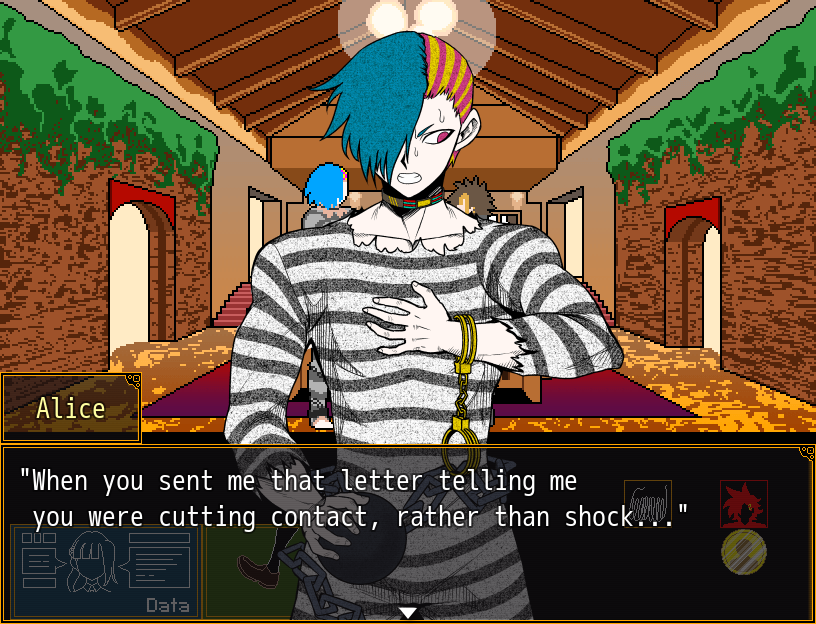 Alice
"When you sent me that letter telling me
you were cutting contact, rather than shock..."
Data